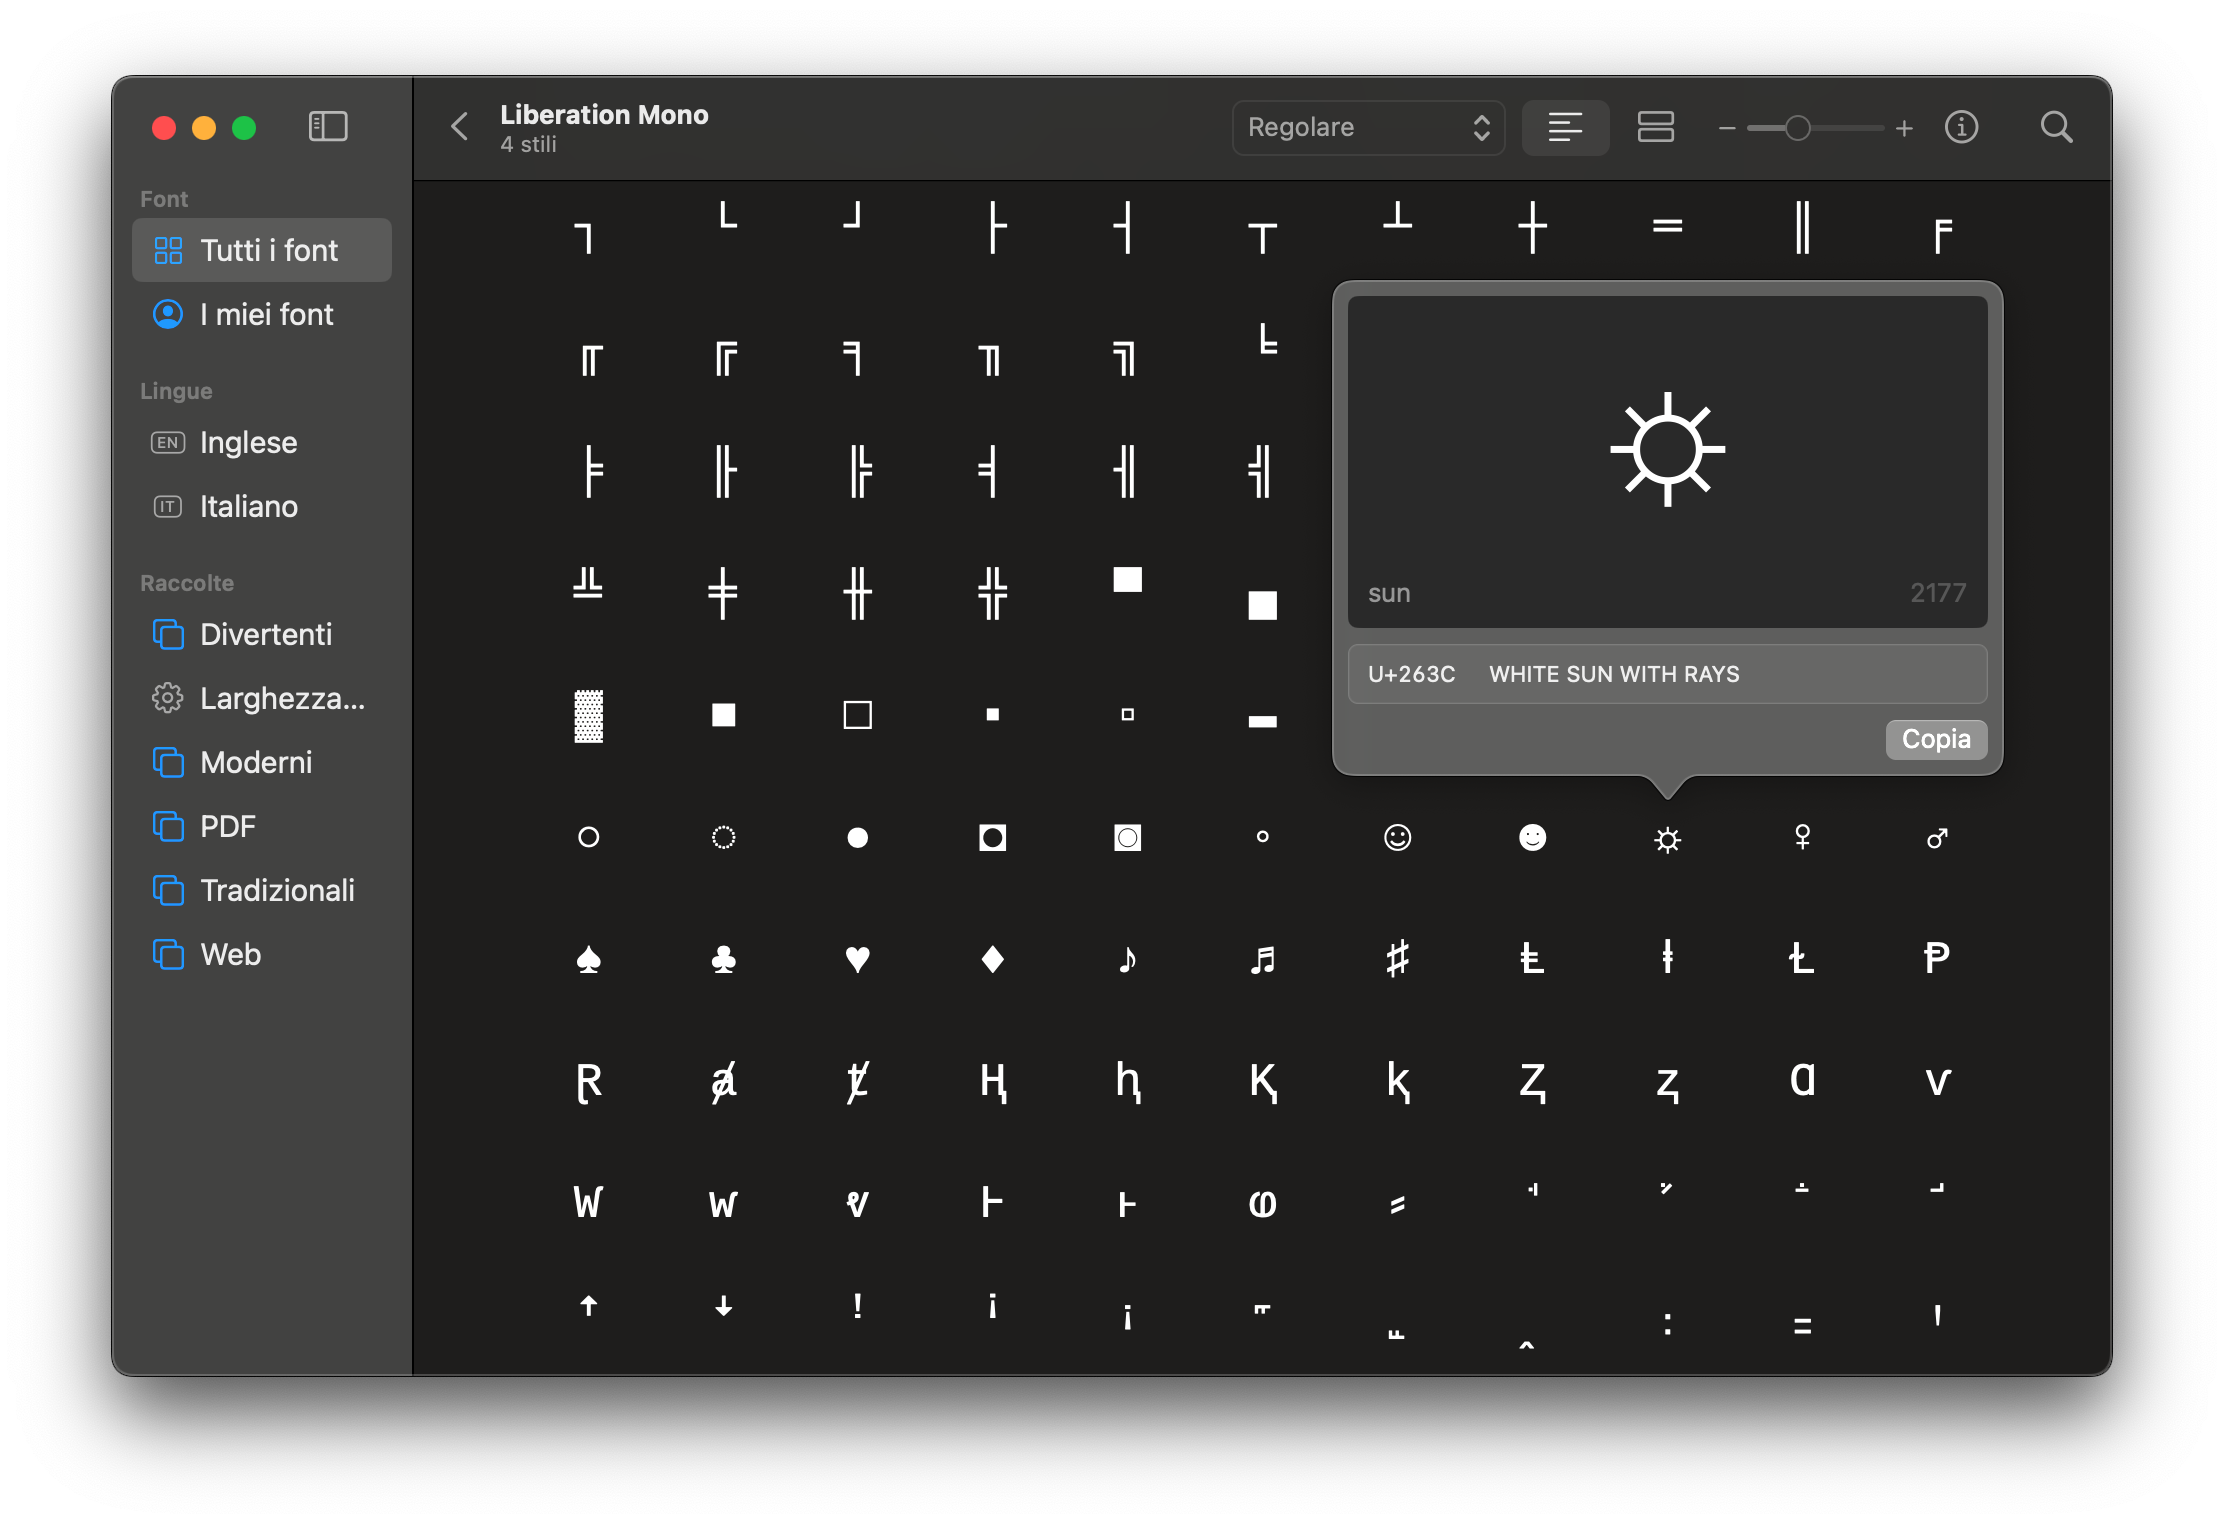 Liberation Mono
4 stili
Regolare
Font
Tutti i font
I miei font
Lingue
EN Inglese
IT Italiano
Raccolte
Divertenti
Larghezza...
Moderni
PDF
Tradizionali
Web
┐ └ ┘ ├ ┤ ┬ ┴ ┼ ═ ║ ╒
╓ ╔ ╕ ╖ ╗ ╘
╞ ╟ ╠ ╡ ╢ ╣
╩ ╪ ╫ ╬ ▀ ▄
▓ ■ □ ▪ ▫ ▬
☼
sun 2177
U+263C WHITE SUN WITH RAYS
Copia
○ ◌ ● ◘ ◙ ◦ ☺ ☻ ☼ ♀ ♂
♠ ♣ ♥ ♦ ♪ ♬ ♯ Ⱡ ⱡ Ɫ Ᵽ
Ɽ ⱥ ⱦ Ⱨ ⱨ Ⱪ ⱪ Ⱬ ⱬ Ɑ ⱱ
Ⱳ ⱳ ⱴ Ⱶ ⱶ ⱷ
ꜛ ꜜ ꜝ ꜞ ꜟ